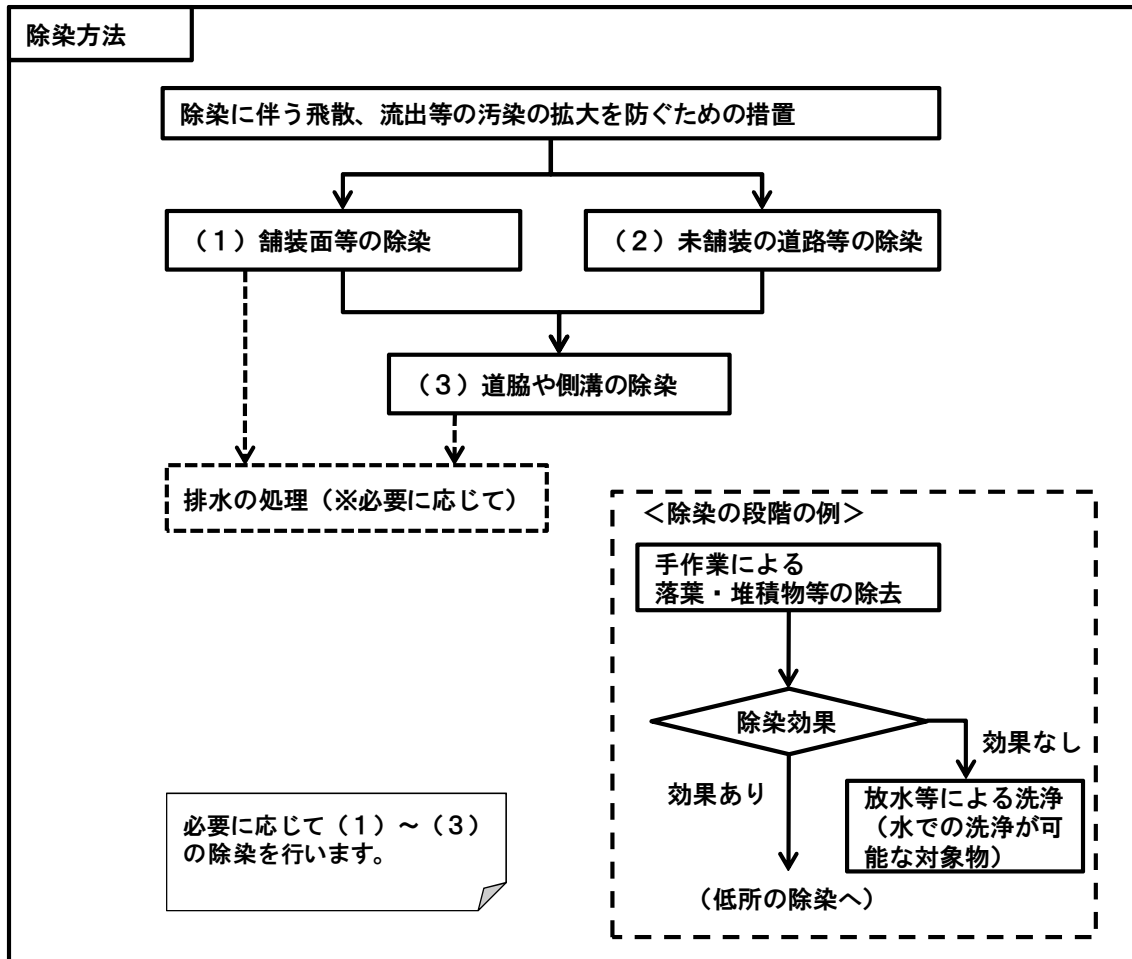 除染方法
除染に伴う飛散、流出等の汚染の拡大を防ぐための措置
（１）舗装面等の除染
（２）未舗装の道路等の除染
（３）道脇や側溝の除染
排水の処理（※必要に応じて）
＜除染の段階の例＞
手作業による
落葉・堆積物等の除去
除染効果
効果なし
効果あり
放水等による洗浄
（水での洗浄が可
能な対象物）
（低所の除染へ）
必要に応じて（１）～（３）
の除染を行います。